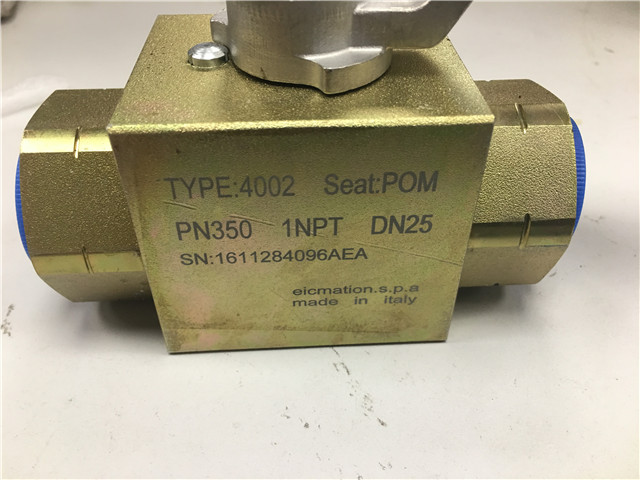 TYPE:4002 Seat:POM
PN350 1NPT DN25
SN:1611284096AEA
eicmation.s.p.a
made in italy